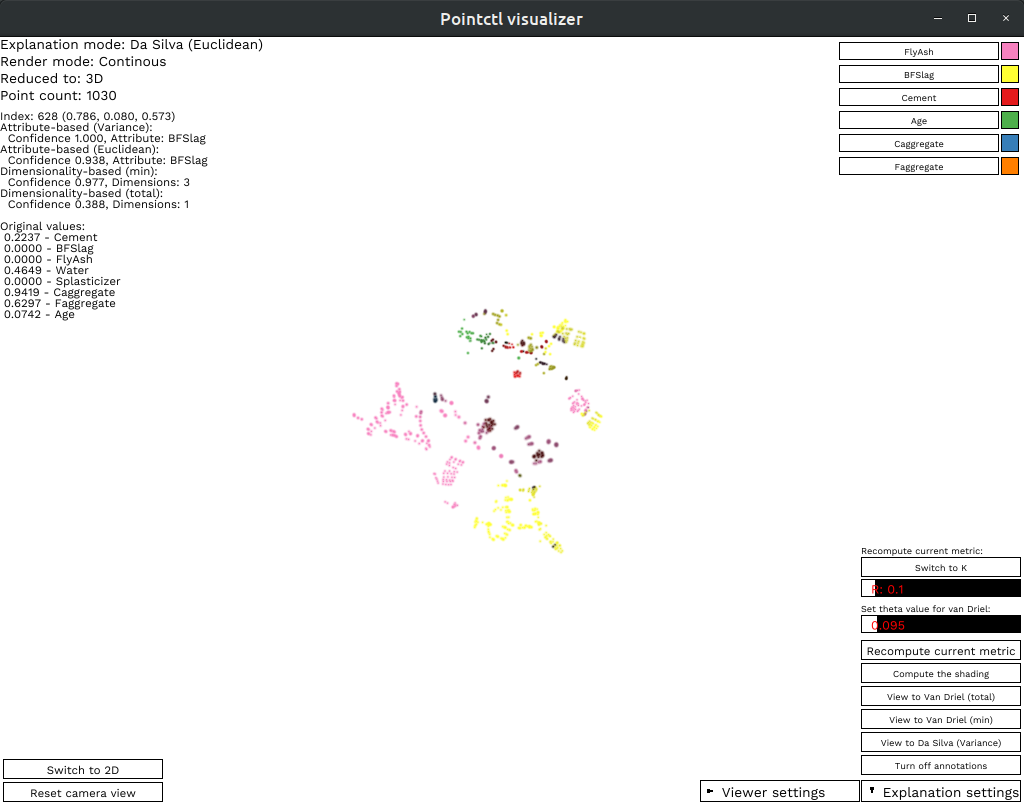 Pointctl visualizer
Explanation mode: Da Silva (Euclidean)
Render mode: Continous
Reduced to: 3D
Point count: 1030
Index: 628 (0.786, 0.080, 0.573)
Attribute-based (Variance):
Confidence 1.000, Attribute: BFSlag
Attribute-based (Euclidean):
Confidence 0.938, Attribute: BFSlag
Dimensionality-based (min):
Confidence 0.977, Dimensions: 3
Dimensionality-based (total):
Confidence 0.388, Dimensions: 1
Original values:
0.2237 - Cement
0.0000 - BFSlag
0.0000 - FlyAsh
0.4649 - Water
0.0000 - Splasticizer
0.9419 - Caggregate
0.6297 - Faggregate
0.0742 - Age
FlyAsh
BFSlag
Cement
Age
Caggregate
Faggregate
Recompute current metric:
Switch to K
R: 0.1
Set theta value for van Driel:
0.095
Recompute current metric
Compute the shading
View to Van Driel (total)
View to Van Driel (min)
View to Da Silva (Variance)
Turn off annotations
Switch to 2D
Reset camera view
Viewer settings
Explanation settings